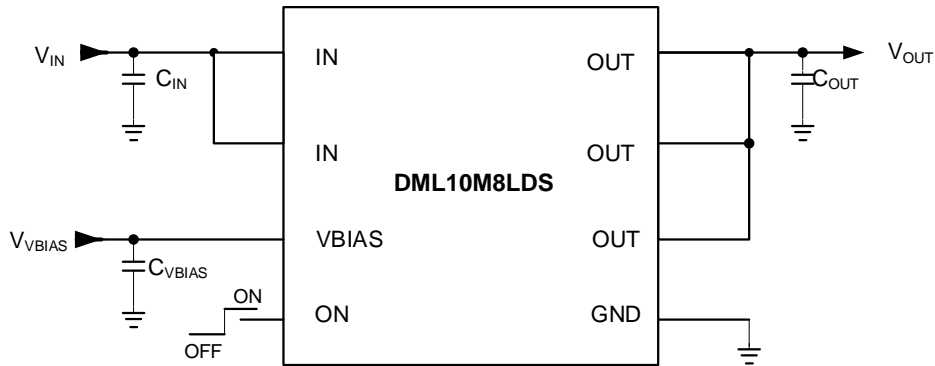 V_IN
C_IN
IN
OUT
V_OUT
C_OUT
IN
OUT
DML10M8LDS
V_VBIAS
C_VBIAS
VBIAS
OUT
ON
OFF
ON
GND